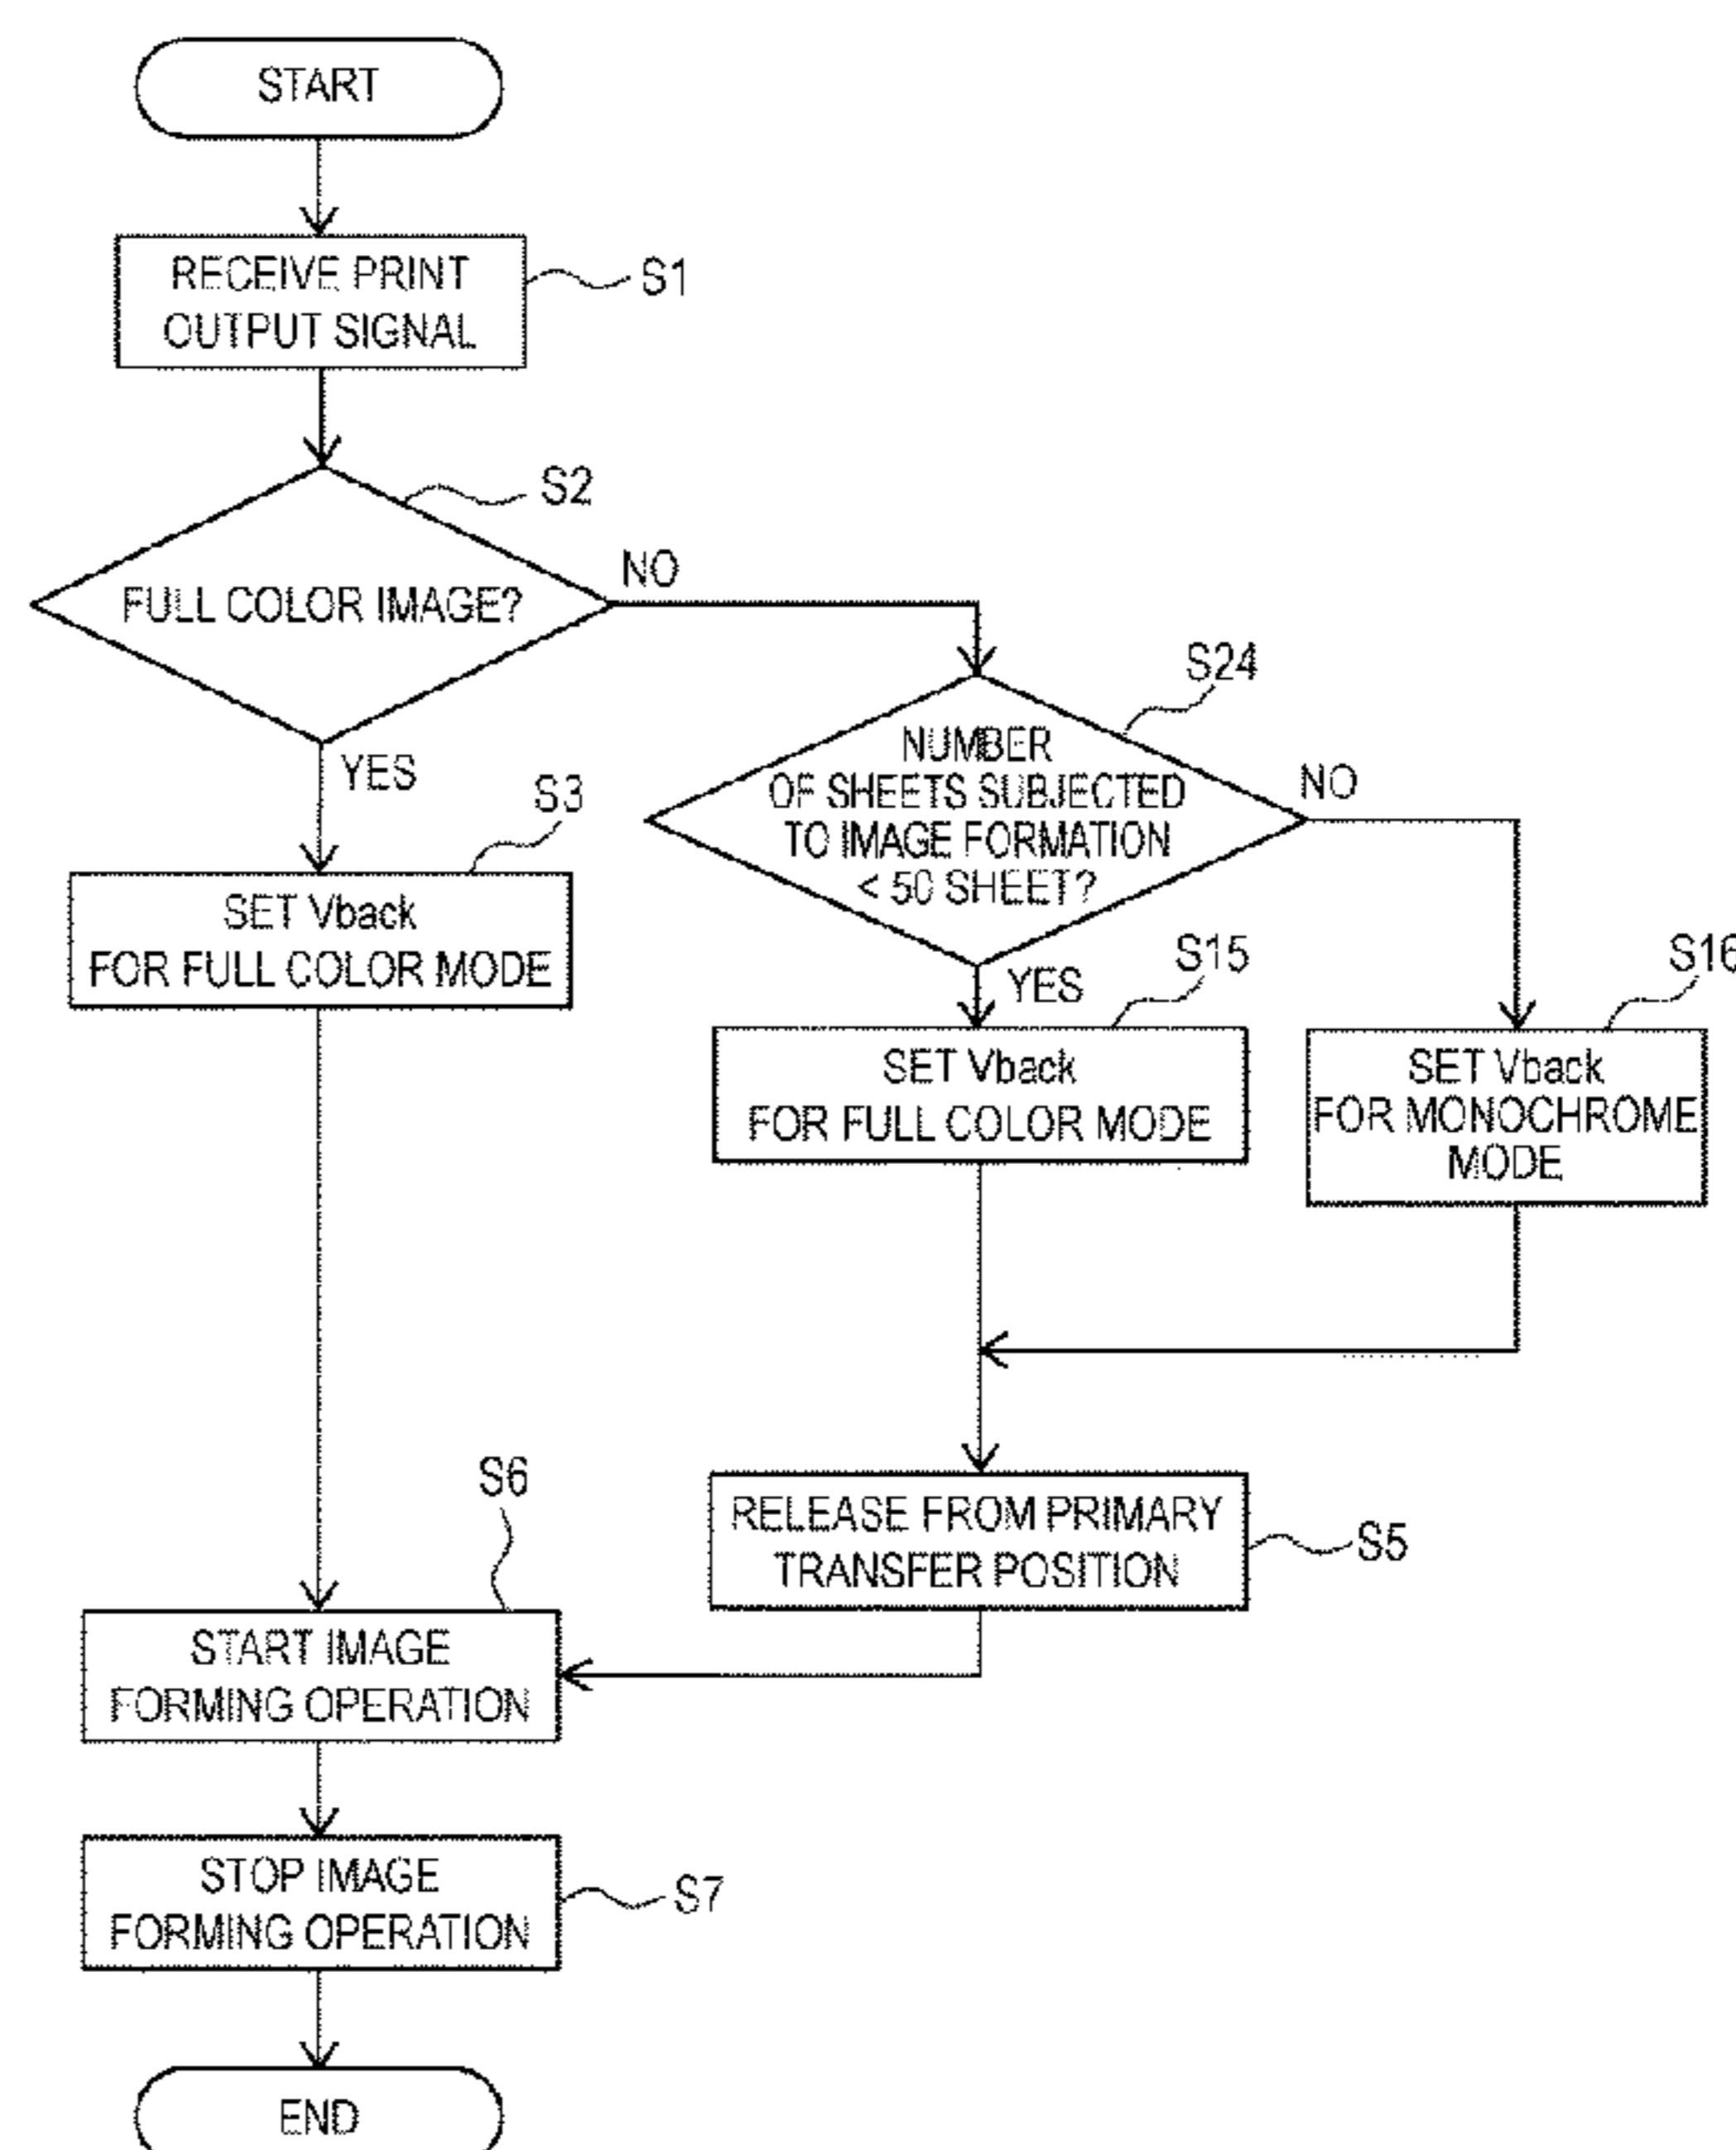 START
RECEIVE PRINT
OUTPUT SIGNAL
S1
S2
FULL COLOR IMAGE?
NO
YES
S24
NUMBER
OF SHEETS SUBJECTED
TO IMAGE FORMATION
< 50 SHEET?
NO
YES
S3
SET Vback
FOR FULL COLOR MODE
S15
SET Vback
FOR FULL COLOR MODE
S16
SET Vback
FOR MONOCHROME
MODE
RELEASE FROM PRIMARY
TRANSFER POSITION
S5
S6
START IMAGE
FORMING OPERATION
STOP IMAGE
FORMING OPERATION
S7
END